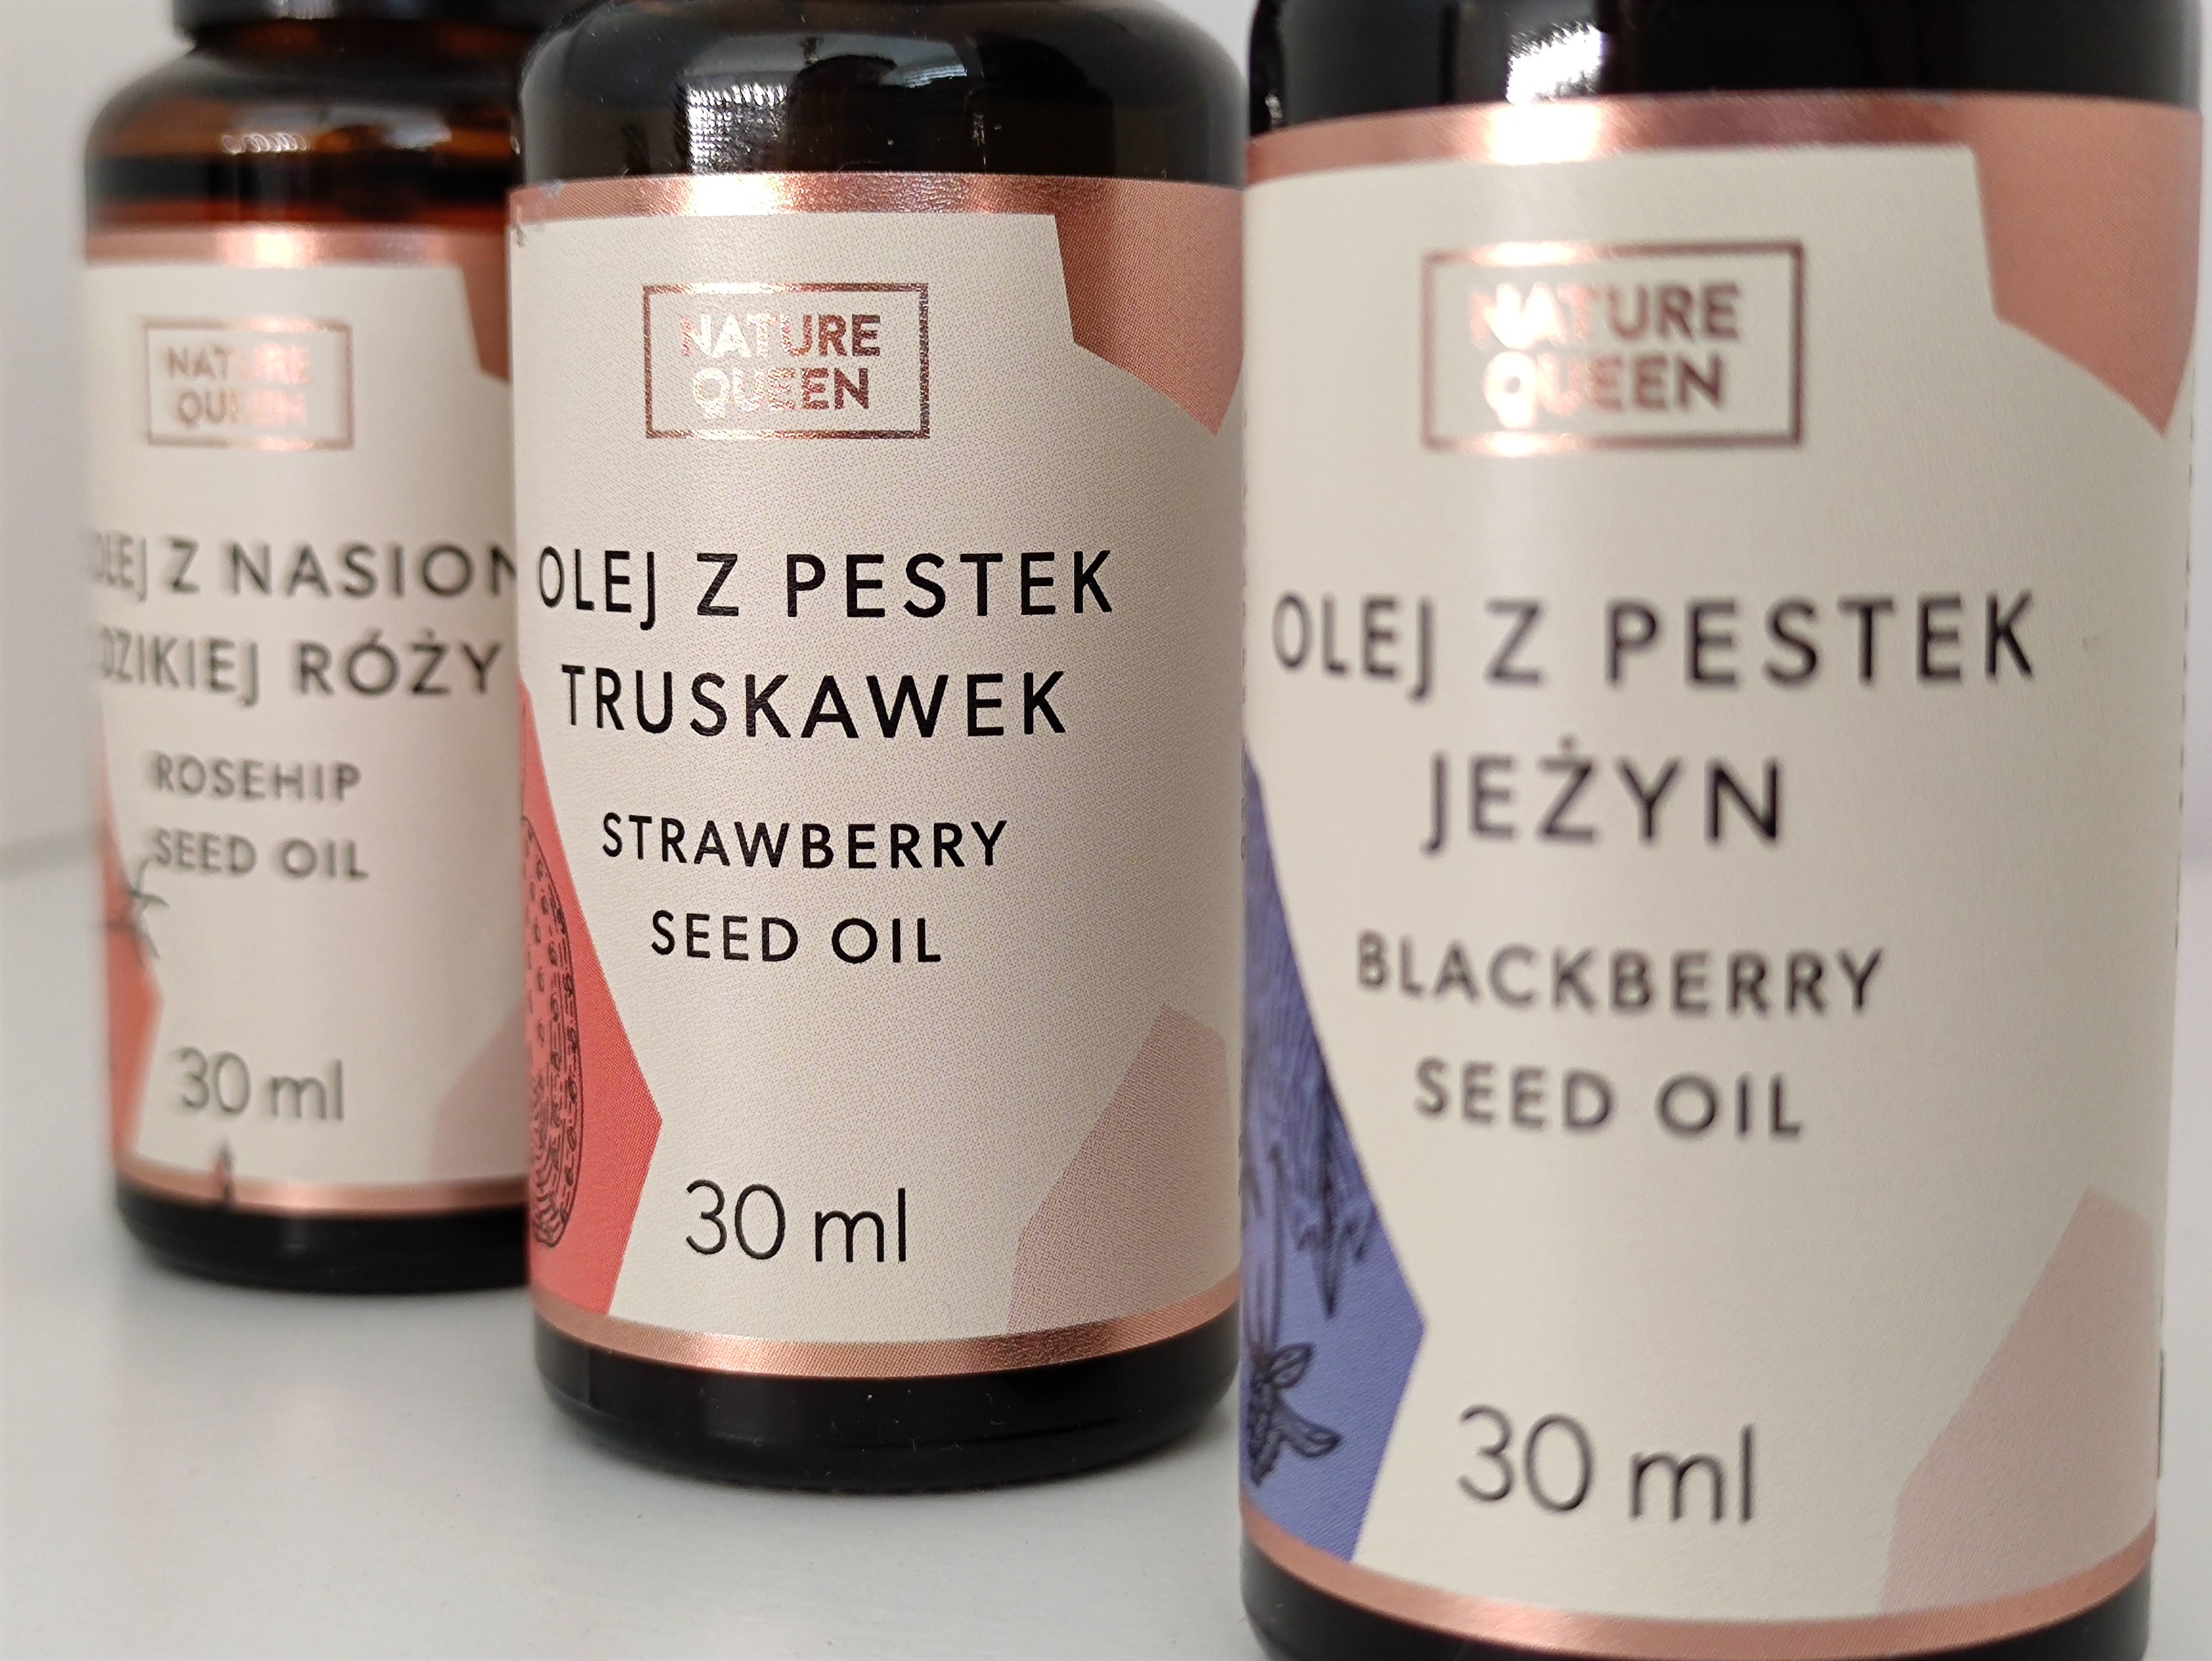 NATURE
QUEEN
OLEJ Z NASION
DZIKIEJ RÓŻY
ROSEHIP
SEED OIL
30 ml
NATURE
QUEEN
OLEJ Z PESTEK
TRUSKAWEK
STRAWBERRY
SEED OIL
30 ml
NATURE
QUEEN
OLEJ Z PESTEK
JEŻYN
BLACKBERRY
SEED OIL
30 ml